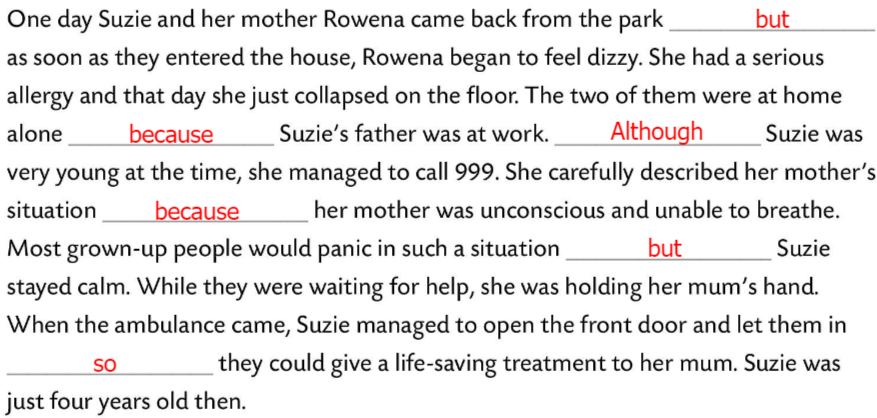 One day Suzie and her mother Rowena came back from the park but
as soon as they entered the house, Rowena began to feel dizzy. She had a serious
allergy and that day she just collapsed on the floor. The two of them were at home
alone because Suzie's father was at work. Although Suzie was
very young at the time, she managed to call 999. She carefully described her mother's
situation because her mother was unconscious and unable to breathe.
Most grown-up people would panic in such a situation but Suzie
stayed calm. While they were waiting for help, she was holding her mum's hand.
When the ambulance came, Suzie managed to open the front door and let them in
so they could give a life-saving treatment to her mum. Suzie was
just four years old then.